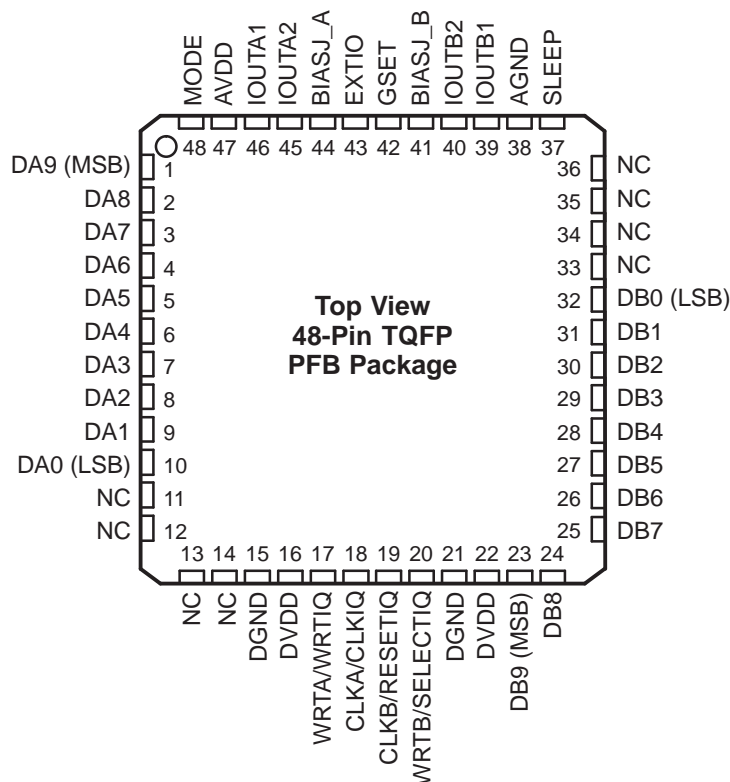 MODE
AVDD
IOUTA1
IOUTA2
BIASJ_A
EXTIO
GSET
BIASJ_B
IOUTB2
IOUTB1
AGND
SLEEP
48 47 46 45 44 43 42 41 40 39 38 37
DA9 (MSB) 1
DA8 2
DA7 3
DA6 4
DA5 5
DA4 6
DA3 7
DA2 8
DA1 9
DA0 (LSB) 10
NC 11
NC 12
Top View
48-Pin TQFP
PFB Package
36 NC
35 NC
34 NC
33 NC
32 DB0 (LSB)
31 DB1
30 DB2
29 DB3
28 DB4
27 DB5
26 DB6
25 DB7
13 14 15 16 17 18 19 20 21 22 23 24
NC
NC
DGND
DVDD
WRTA/WRTIQ
CLKA/CLKIQ
CLKB/RESETIQ
WRTB/SELECTIQ
DGND
DVDD
DB9 (MSB)
DB8